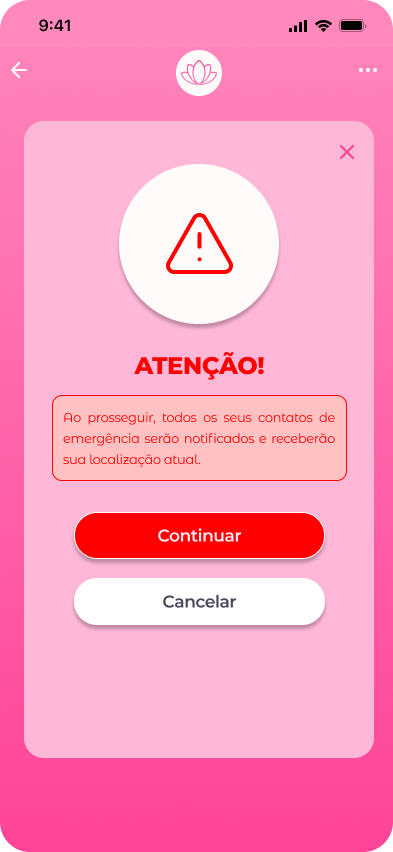 9:41
ATENÇÃO!
Ao prosseguir, todos os seus contatos de
emergência serão notificados e receberão
sua localização atual.
Continuar
Cancelar